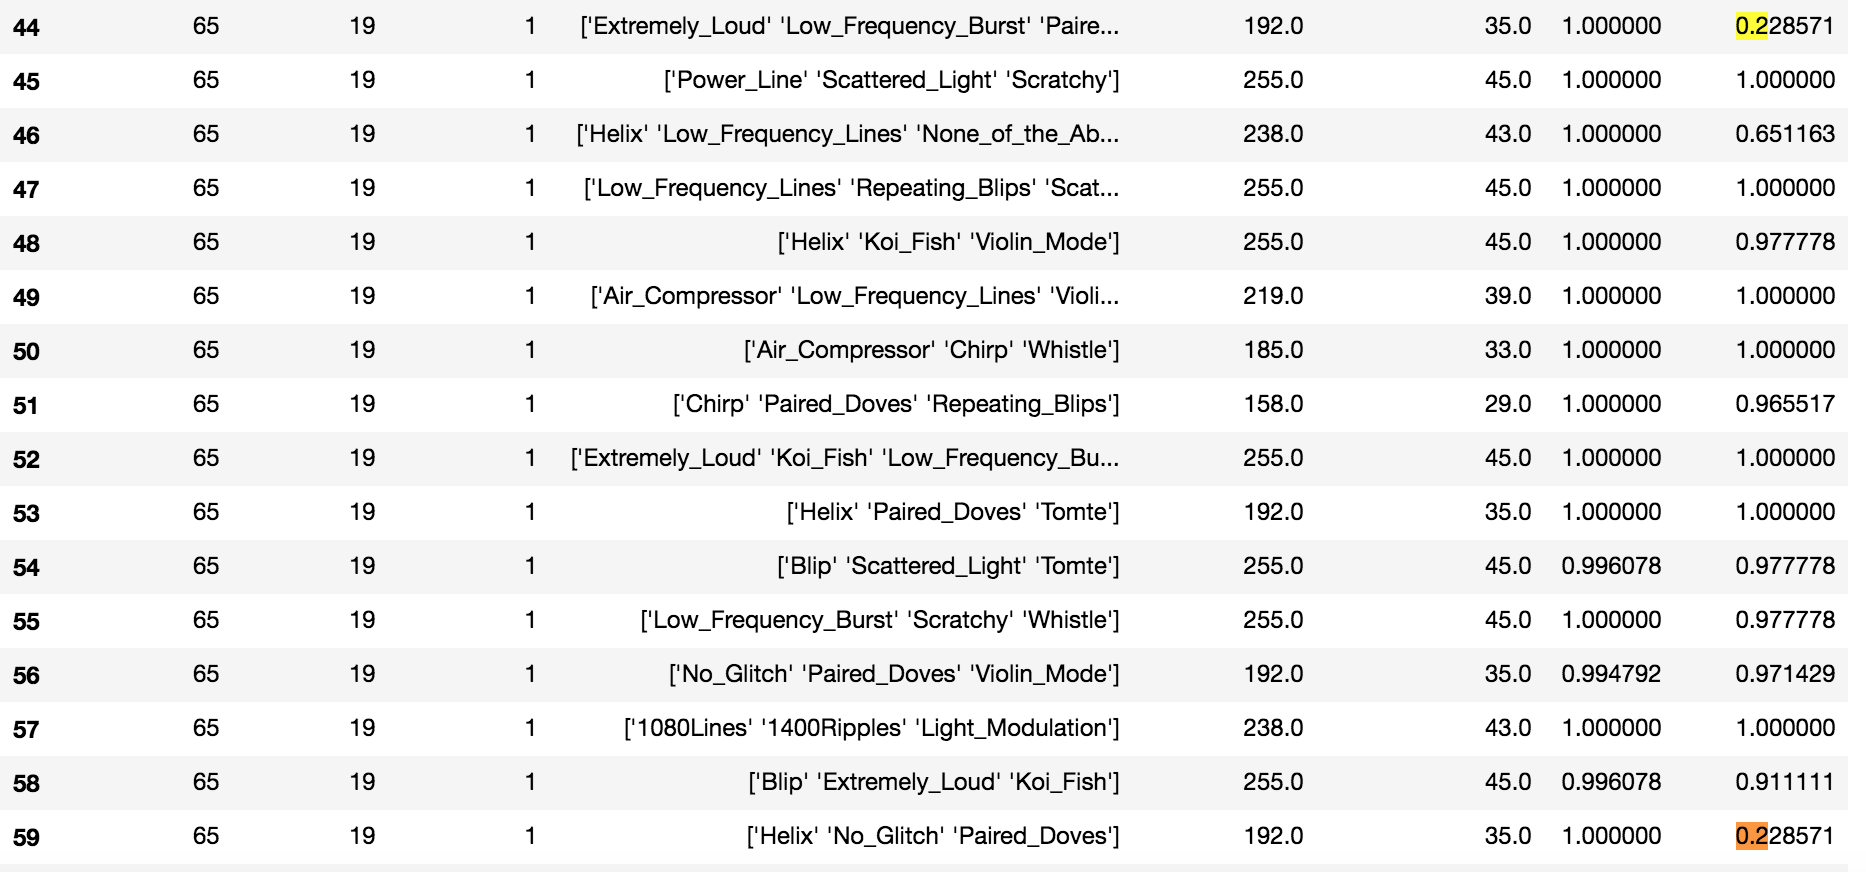 44 65 19 1 ['Extremely_Loud' 'Low_Frequency_Burst' 'Paire... 192.0 35.0 1.000000 0.228571
45 65 19 1 ['Power_Line' 'Scattered_Light' 'Scratchy'] 255.0 45.0 1.000000 1.000000
46 65 19 1 ['Helix' 'Low_Frequency_Lines' 'None_of_the_Ab... 238.0 43.0 1.000000 0.651163
47 65 19 1 ['Low_Frequency_Lines' 'Repeating_Blips' 'Scat... 255.0 45.0 1.000000 1.000000
48 65 19 1 ['Helix' 'Koi_Fish' 'Violin_Mode'] 255.0 45.0 1.000000 0.977778
49 65 19 1 ['Air_Compressor' 'Low_Frequency_Lines' 'Violi... 219.0 39.0 1.000000 1.000000
50 65 19 1 ['Air_Compressor' 'Chirp' 'Whistle'] 185.0 33.0 1.000000 1.000000
51 65 19 1 ['Chirp' 'Paired_Doves' 'Repeating_Blips'] 158.0 29.0 1.000000 0.965517
52 65 19 1 ['Extremely_Loud' 'Koi_Fish' 'Low_Frequency_Bu... 255.0 45.0 1.000000 1.000000
53 65 19 1 ['Helix' 'Paired_Doves' 'Tomte'] 192.0 35.0 1.000000 1.000000
54 65 19 1 ['Blip' 'Scattered_Light' 'Tomte'] 255.0 45.0 0.996078 0.977778
55 65 19 1 ['Low_Frequency_Burst' 'Scratchy' 'Whistle'] 255.0 45.0 1.000000 0.977778
56 65 19 1 ['No_Glitch' 'Paired_Doves' 'Violin_Mode'] 192.0 35.0 0.994792 0.971429
57 65 19 1 ['1080Lines' '1400Ripples' 'Light_Modulation'] 238.0 43.0 1.000000 1.000000
58 65 19 1 ['Blip' 'Extremely_Loud' 'Koi_Fish'] 255.0 45.0 0.996078 0.911111
59 65 19 1 ['Helix' 'No_Glitch' 'Paired_Doves'] 192.0 35.0 1.000000 0.228571